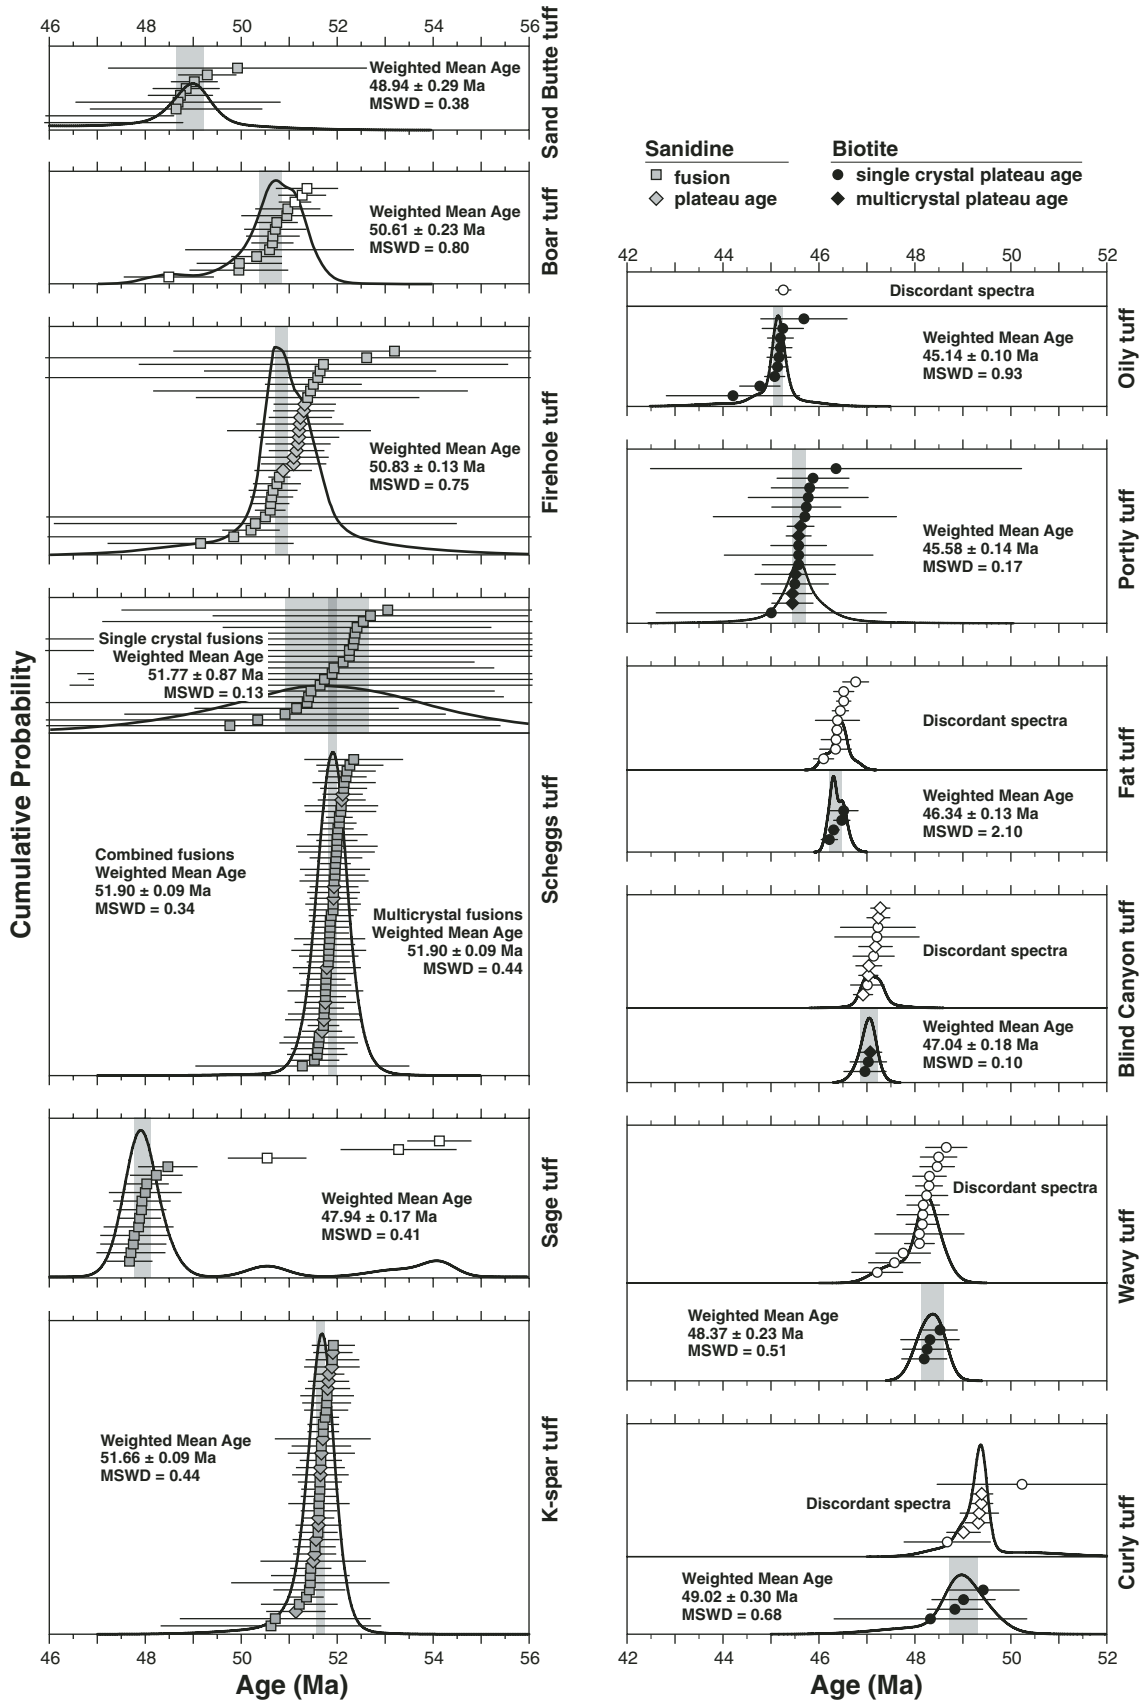 46 48 50 52 54 56
Weighted Mean Age
48.94 ± 0.29 Ma
MSWD = 0.38
Sand Butte tuff
Weighted Mean Age
50.61 ± 0.23 Ma
MSWD = 0.80
Boar tuff
Weighted Mean Age
50.83 ± 0.13 Ma
MSWD = 0.75
Firehole tuff
Single crystal fusions
Weighted Mean Age
51.77 ± 0.87 Ma
MSWD = 0.13
Combined fusions
Weighted Mean Age
51.90 ± 0.09 Ma
MSWD = 0.34
Multicrystal fusions
Weighted Mean Age
51.90 ± 0.09 Ma
MSWD = 0.44
Scheggs tuff
Weighted Mean Age
47.94 ± 0.17 Ma
MSWD = 0.41
Sage tuff
Weighted Mean Age
51.66 ± 0.09 Ma
MSWD = 0.44
K-spar tuff
46 48 50 52 54 56
Age (Ma)
Cumulative Probability
Sanidine
fusion
plateau age
Biotite
single crystal plateau age
multicrystal plateau age
42 44 46 48 50 52
Discordant spectra
Weighted Mean Age
45.14 ± 0.10 Ma
MSWD = 0.93
Oily tuff
Weighted Mean Age
45.58 ± 0.14 Ma
MSWD = 0.17
Portly tuff
Discordant spectra
Weighted Mean Age
46.34 ± 0.13 Ma
MSWD = 2.10
Fat tuff
Discordant spectra
Weighted Mean Age
47.04 ± 0.18 Ma
MSWD = 0.10
Blind Canyon tuff
Discordant spectra
Weighted Mean Age
48.37 ± 0.23 Ma
MSWD = 0.51
Wavy tuff
Discordant spectra
Weighted Mean Age
49.02 ± 0.30 Ma
MSWD = 0.68
Curly tuff
42 44 46 48 50 52
Age (Ma)